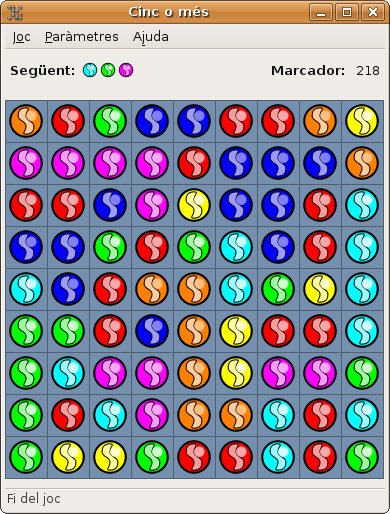 Cinc o més
Joc Paràmetres Ajuda
Següent: Marcador: 218
Fi del joc